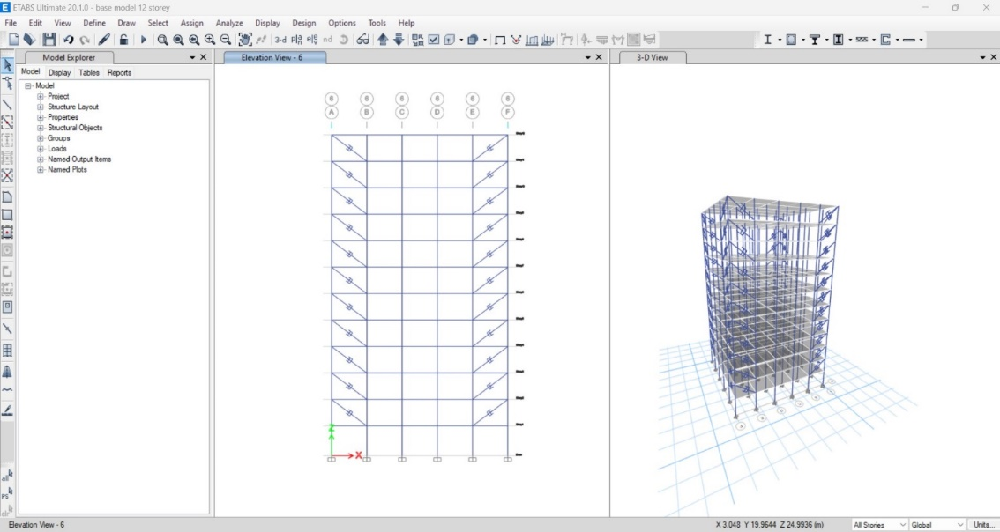 ETABS Ultimate 20.1.0 - base model 12 storey
File Edit View Define Draw Select Assign Analyze Display Design Options Tools Help
3-d nd
Model Explorer
Elevation View - 6
3-D View
Model Display Tables Reports
Model
Project
Structure Layout
Properties
Structural Objects
Groups
Loads
Named Output Items
Named Plots
6 6 6 6 6 6
A B C D E F
Z
X
Elevation View - 6
X 3.048 Y 19.9644 Z 24.9936 (m)
All Stories
Global
Units...